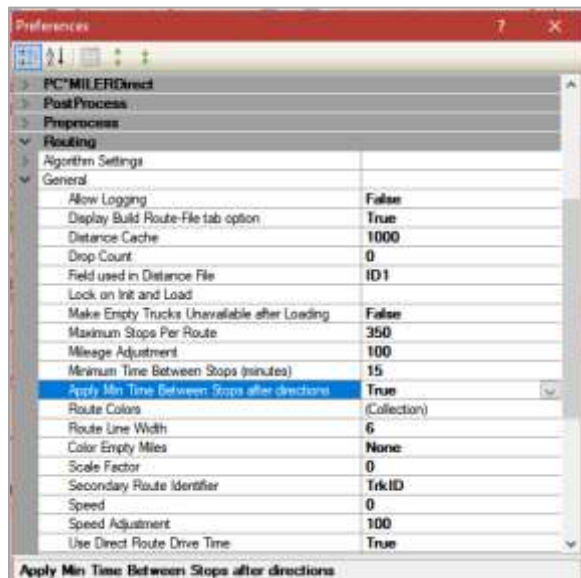 Preferences ? ×
PC*MILERDirect
PostProcess
Preprocess
Routing
Algorithm Settings
General
Allow Logging False
Display Build Route-File tab option True
Distance Cache 1000
Drop Count 0
Field used in Distance File ID1
Lock on Init and Load
Make Empty Trucks Unavailable after Loading False
Maximum Stops Per Route 350
Mileage Adjustment 100
Minimum Time Between Stops (minutes) 15
Apply Min Time Between Stops after directions True
Route Colors (Collection)
Route Line Width 6
Color Empty Miles None
Scale Factor 0
Secondary Route Identifier TrkID
Speed 0
Speed Adjustment 100
Use Direct Route Drive Time True
Apply Min Time Between Stops after directions